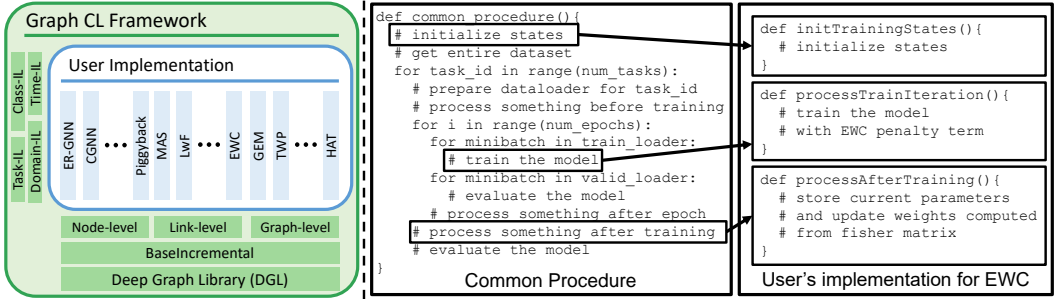 Graph CL Framework
Class-IL
Time-IL
Task-IL
Domain-IL
User Implementation
ER-GNN
CGNN
•••
Piggyback
MAS
LwF
•••
EWC
GEM
TWP
•••
HAT
Node-level
Link-level
Graph-level
BaseIncremental
Deep Graph Library (DGL)
def common_procedure(){
# initialize states
# get entire dataset
for task_id in range(num_tasks):
# prepare dataloader for task_id
# process something before training
for i in range(num_epochs):
for minibatch in train_loader:
# train the model
for minibatch in valid_loader:
# evaluate the model
# process something after epoch
# process something after training
# evaluate the model
}
Common Procedure
def initTrainingStates(){
# initialize states
}
def processTrainIteration(){
# train the model
# with EWC penalty term
}
def processAfterTraining(){
# store current parameters
# and update weights computed
# from fisher matrix
}
User's implementation for EWC